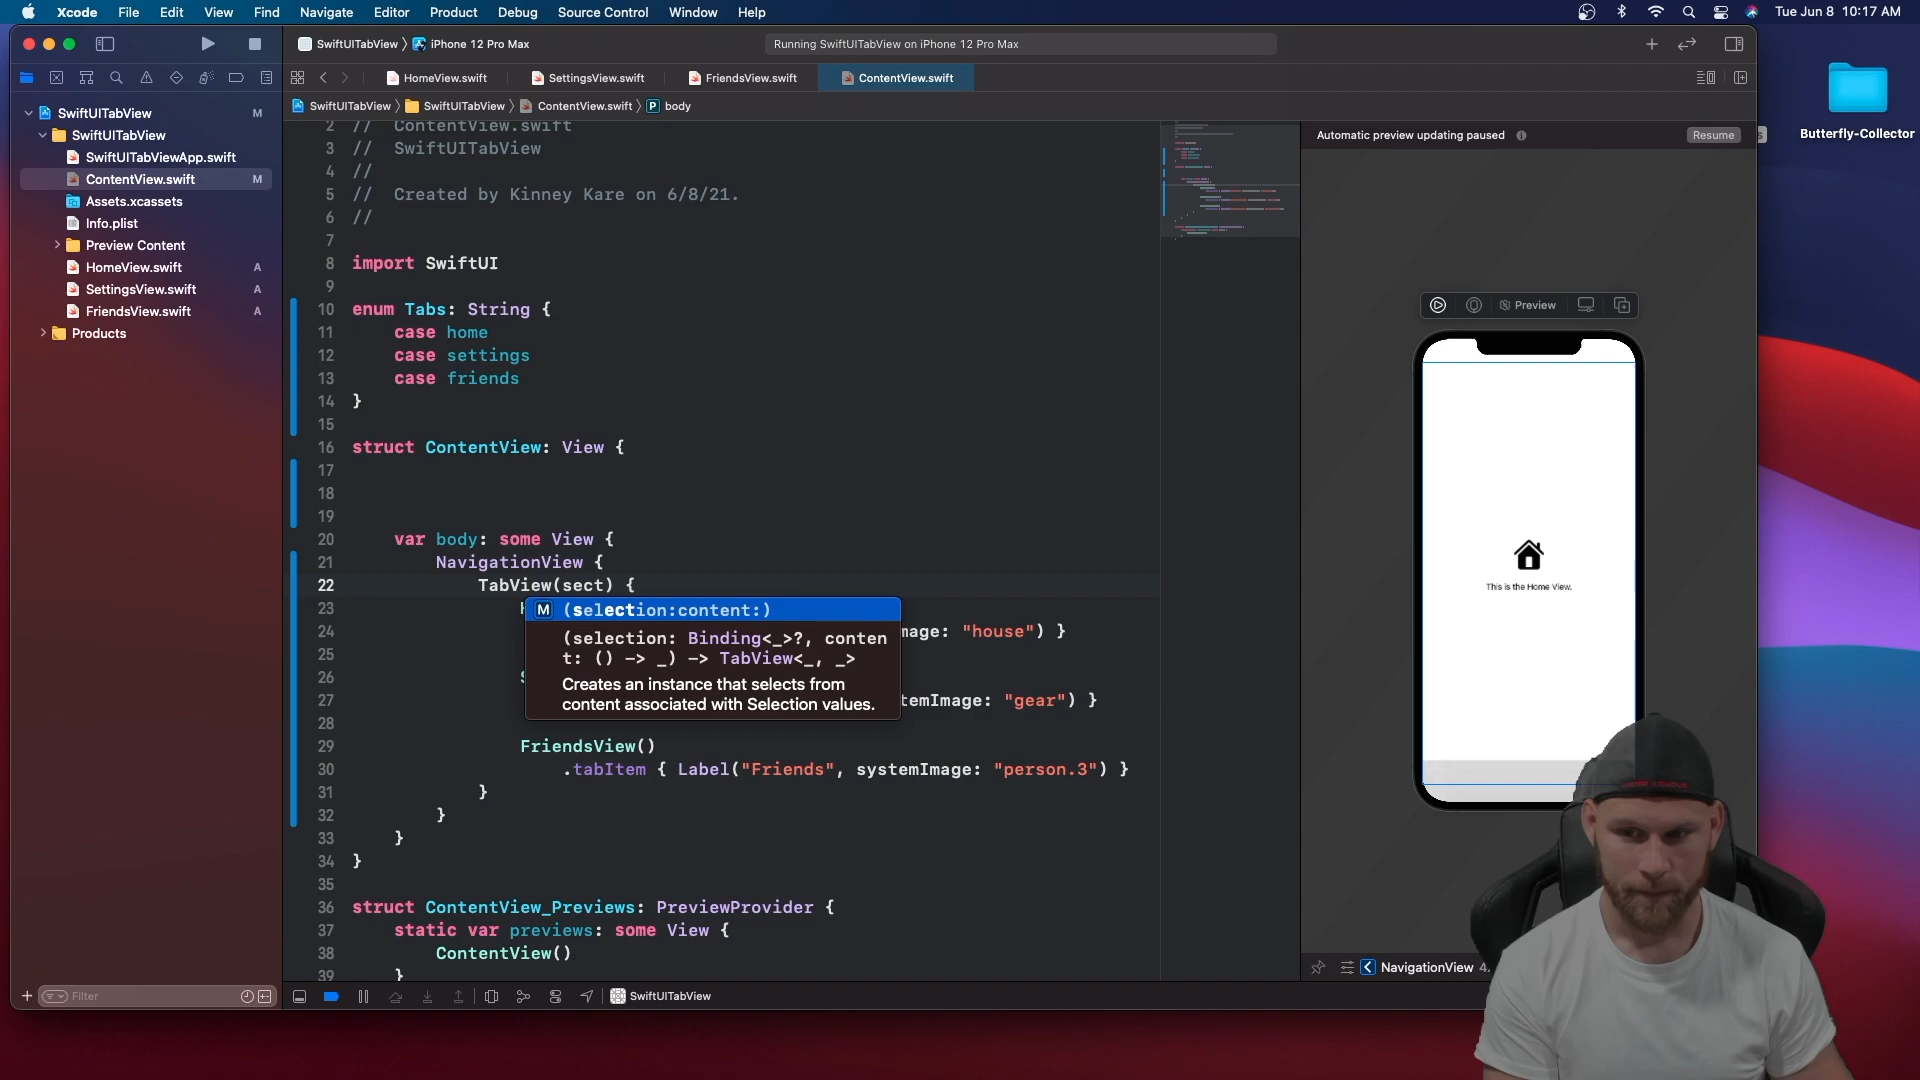 Xcode File Edit View Find Navigate Editor Product Debug Source Control Window Help
Tue Jun 8 10:17 AM
SwiftUITabView iPhone 12 Pro Max
Running SwiftUITabView on iPhone 12 Pro Max
HomeView.swift
SettingsView.swift
FriendsView.swift
ContentView.swift
SwiftUITabView
SwiftUITabView
ContentView.swift
P body
SwiftUITabView M
SwiftUITabView
SwiftUITabViewApp.swift
ContentView.swift M
Assets.xcassets
Info.plist
Preview Content
HomeView.swift A
SettingsView.swift A
FriendsView.swift A
Products
2 // ContentView.swift
3 // SwiftUITabView
4 //
5 // Created by Kinney Kare on 6/8/21.
6 //
7
8 import SwiftUI
9
10 enum Tabs: String {
11 case home
12 case settings
13 case friends
14 }
15
16 struct ContentView: View {
17
18
19
20 var body: some View {
21 NavigationView {
22 TabView(sect) {
23
24 mage: "house") }
25
26
27 temImage: "gear") }
28
29 FriendsView()
30 .tabItem { Label("Friends", systemImage: "person.3") }
31 }
32 }
33 }
34 }
35
36 struct ContentView_Previews: PreviewProvider {
37 static var previews: some View {
38 ContentView()
39 }
M (selection:content:)
(selection: Binding<_>?, conten
t: () -> _) -> TabView<_, _>
Creates an instance that selects from
content associated with Selection values.
Automatic preview updating paused
Resume
Preview
This is the Home View.
NavigationView
Filter
SwiftUITabView
Butterfly-Collector